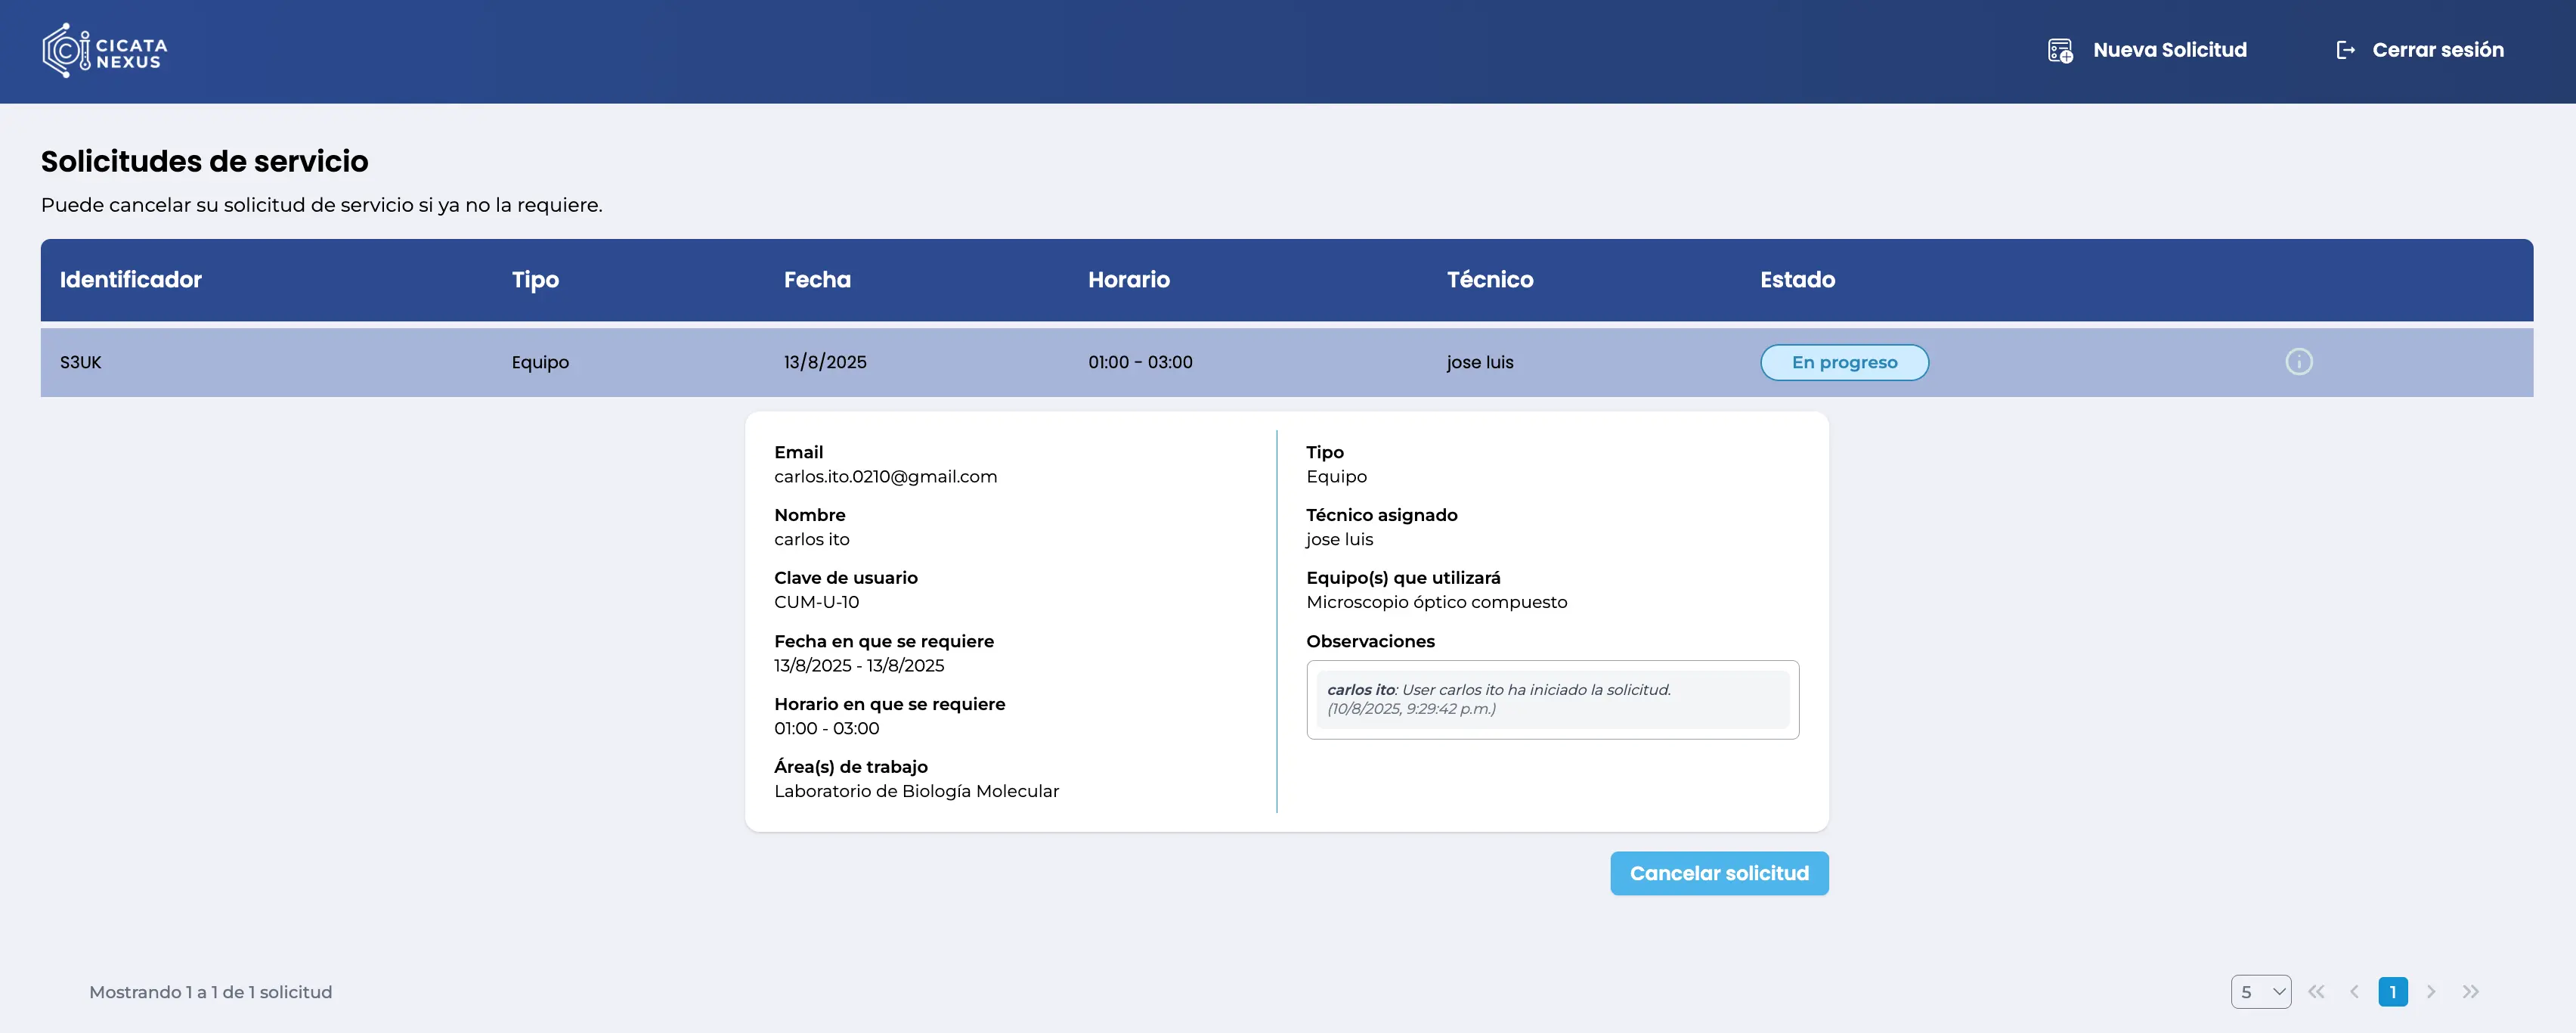 CICATA
NEXUS
Nueva Solicitud
Cerrar sesión
Solicitudes de servicio
Puede cancelar su solicitud de servicio si ya no la requiere.
Identificador Tipo Fecha Horario Técnico Estado
S3UK Equipo 13/8/2025 01:00 - 03:00 jose luis En progreso
Email
carlos.ito.0210@gmail.com
Nombre
carlos ito
Clave de usuario
CUM-U-10
Fecha en que se requiere
13/8/2025 - 13/8/2025
Horario en que se requiere
01:00 - 03:00
Área(s) de trabajo
Laboratorio de Biología Molecular
Tipo
Equipo
Técnico asignado
jose luis
Equipo(s) que utilizará
Microscopio óptico compuesto
Observaciones
carlos ito: User carlos ito ha iniciado la solicitud.
(10/8/2025, 9:29:42 p.m.)
Cancelar solicitud
Mostrando 1 a 1 de 1 solicitud
5
1